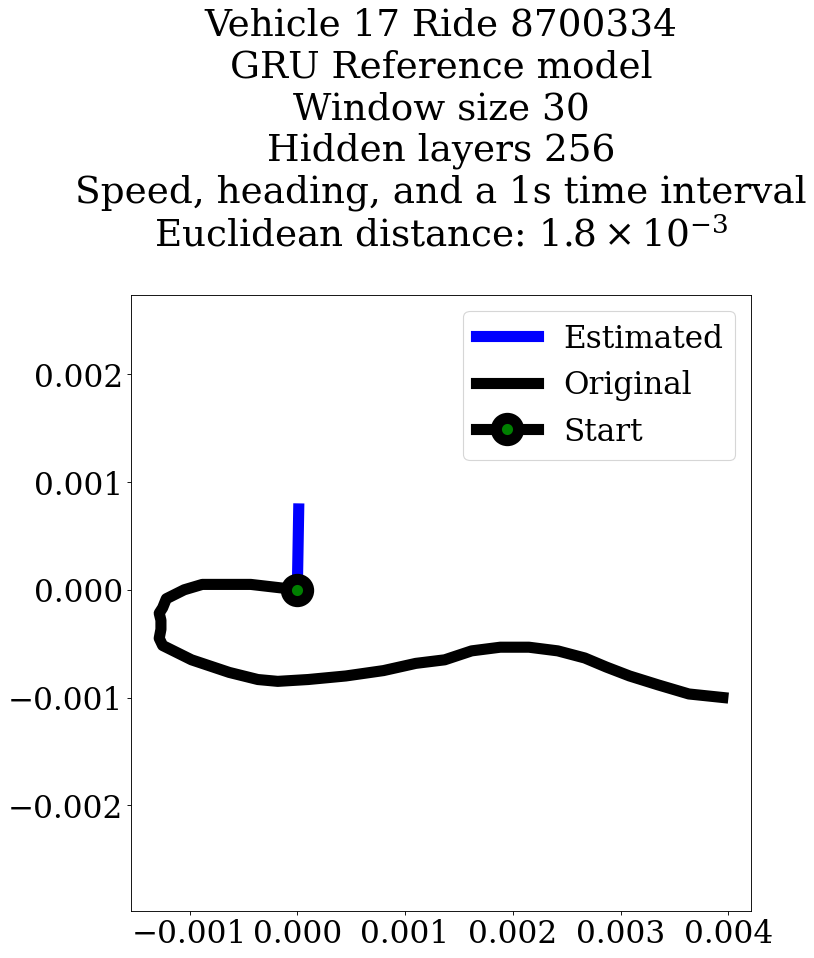 Vehicle 17 Ride 8700334
GRU Reference model
Window size 30
Hidden layers 256
Speed, heading, and a 1s time interval
Euclidean distance: 1.8 × 10⁻³
Estimated
Original
Start
0.002
0.001
0.000
−0.001
−0.002
−0.001 0.000 0.001 0.002 0.003 0.004